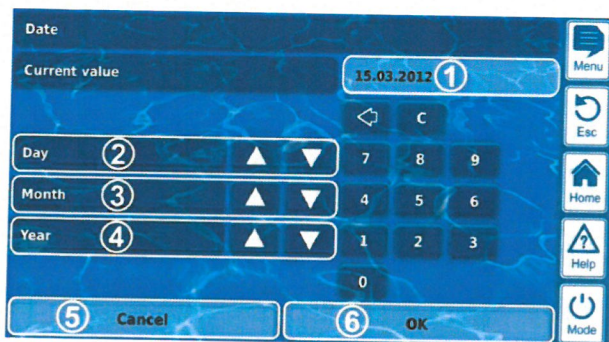 Date
Current value 15.03.2012 1
C
Day 2 7 8 9
Month 3 4 5 6
Year 4 1 2 3
0
5 Cancel 6 OK
Menu
Esc
Home
? Help
Mode